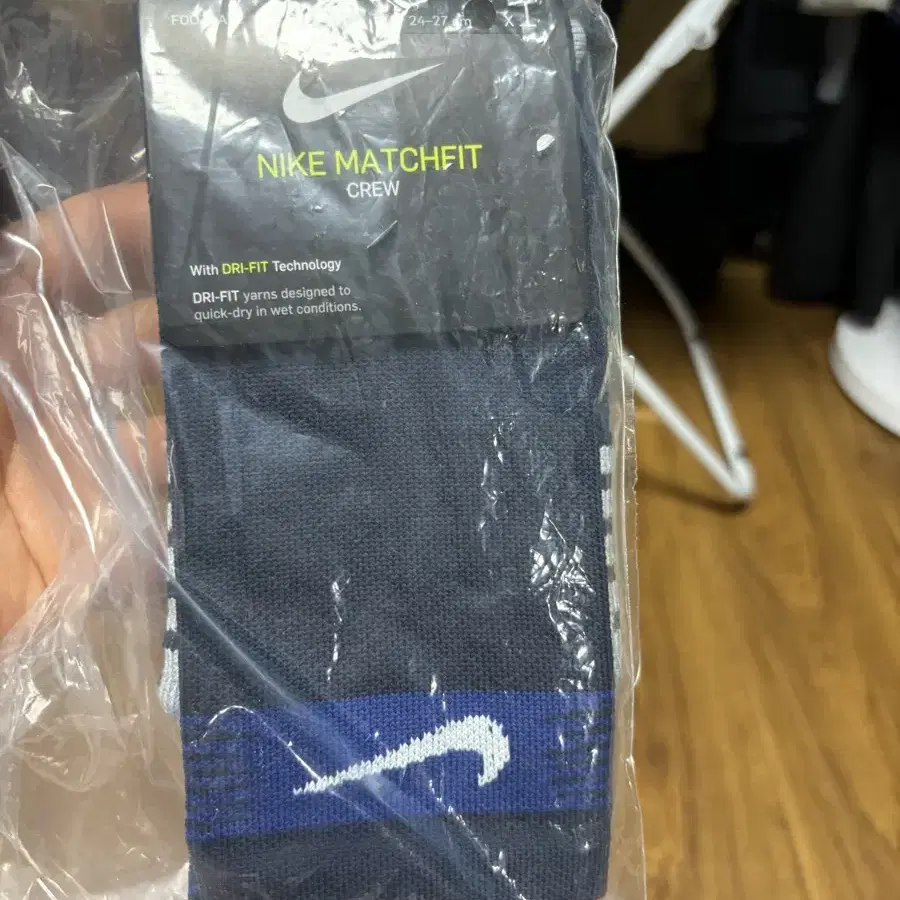 24–27 cm
NIKE MATCHFIT
CREW
With DRI-FIT Technology
DRI-FIT yarns designed to
quick-dry in wet conditions.